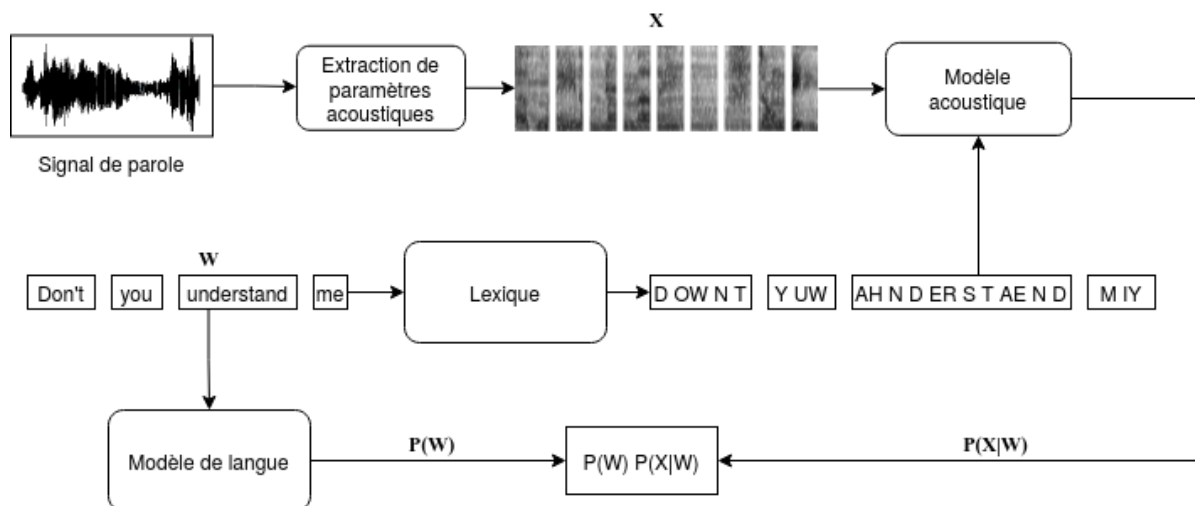 X
Extraction de
paramètres
acoustiques
Modèle
acoustique
Signal de parole
W
Don't you understand me
Lexique
D OW N T Y UW AH N D ER S T AE N D M IY
Modèle de langue
P(W)
P(W) P(X|W)
P(X|W)